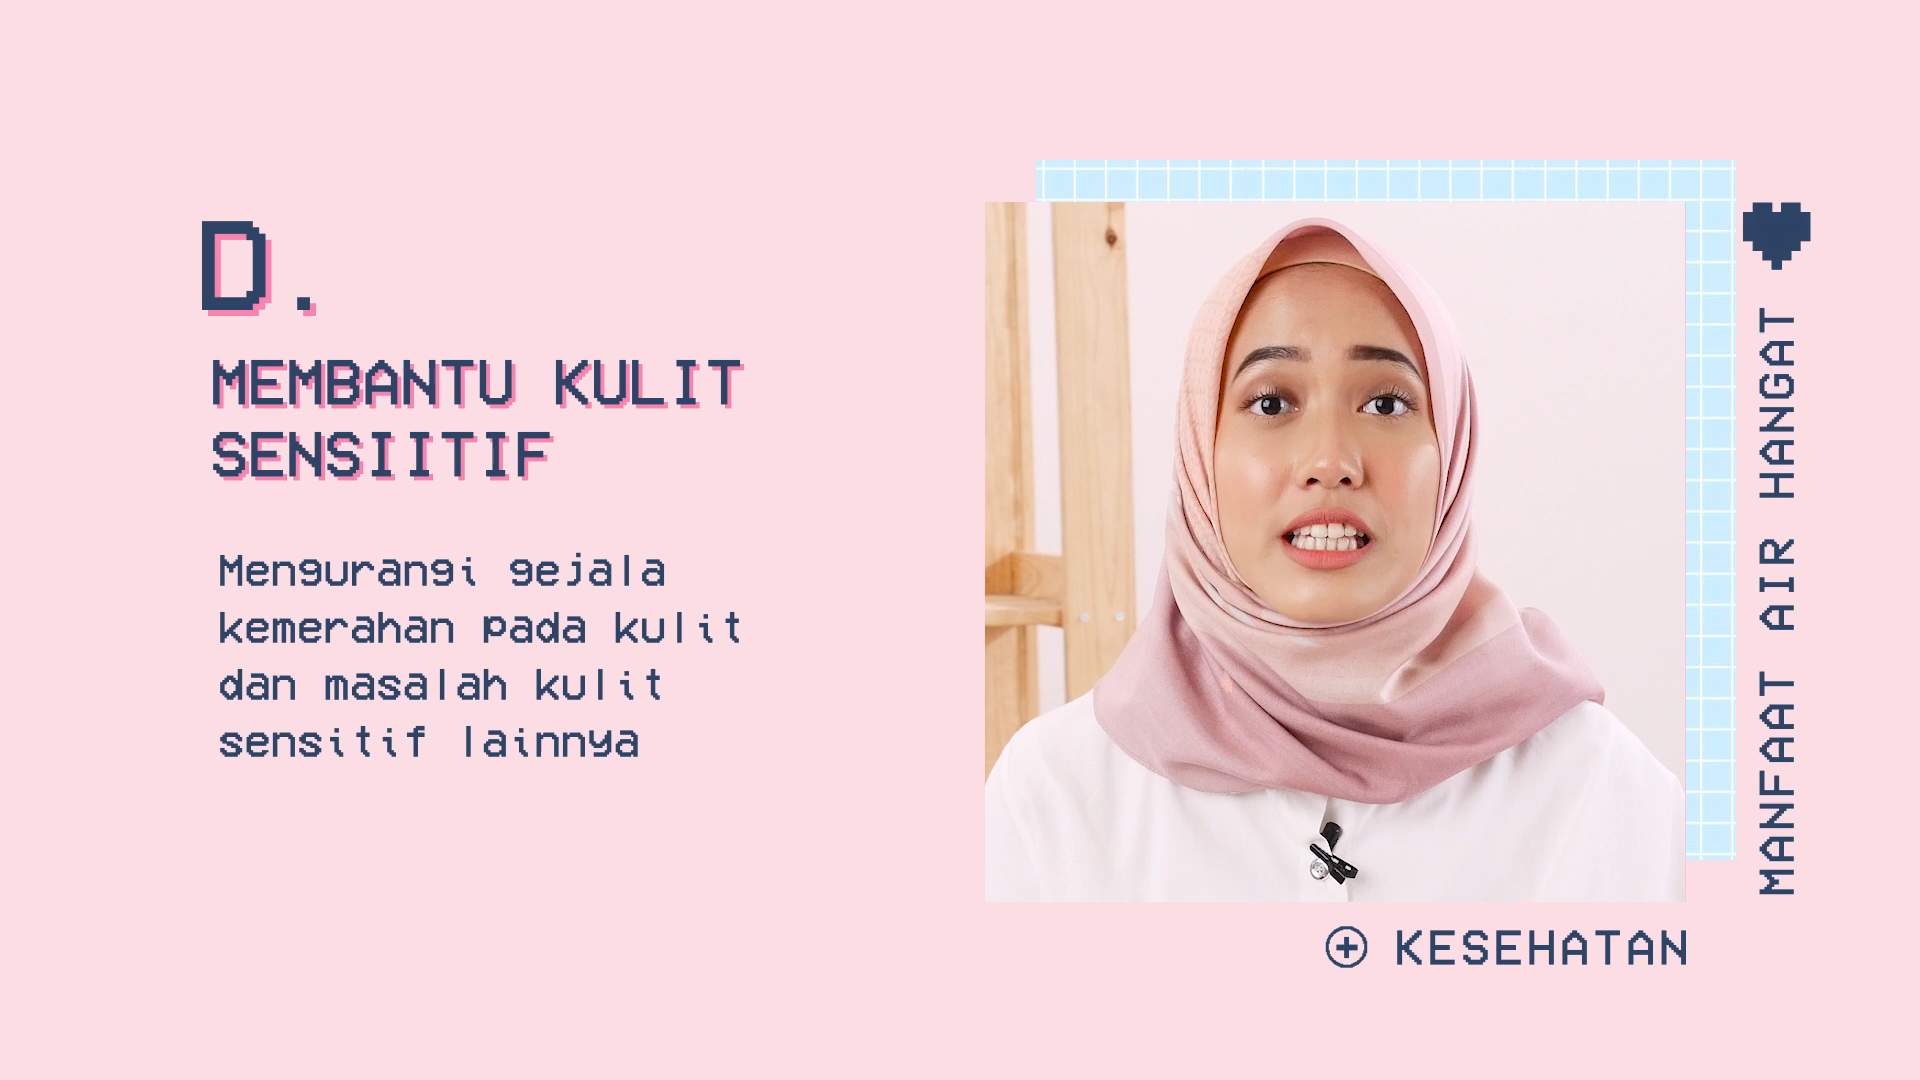 D.
MEMBANTU KULIT
SENSIITIF
Mengurangi gejala
kemerahan pada kulit
dan masalah kulit
sensitif lainnya
MANFAAT AIR HANGAT
KESEHATAN